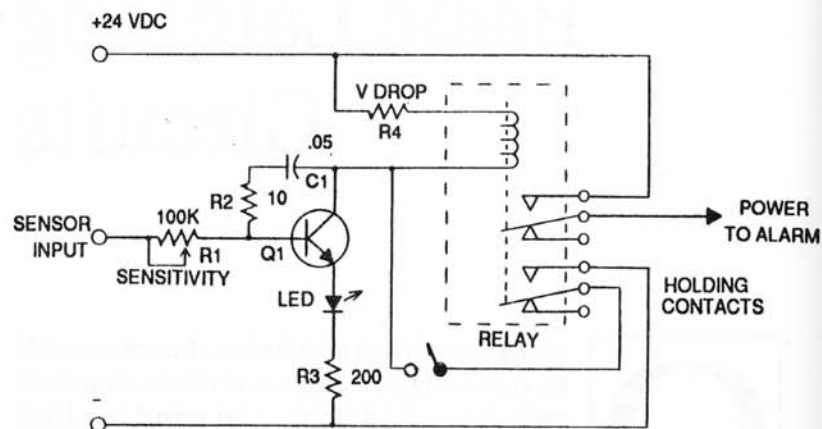 +24 VDC
V DROP
R4
.05
C1
R2
10
SENSOR
INPUT
100K
R1
SENSITIVITY
Q1
LED
R3
200
POWER
TO ALARM
HOLDING
CONTACTS
RELAY
-